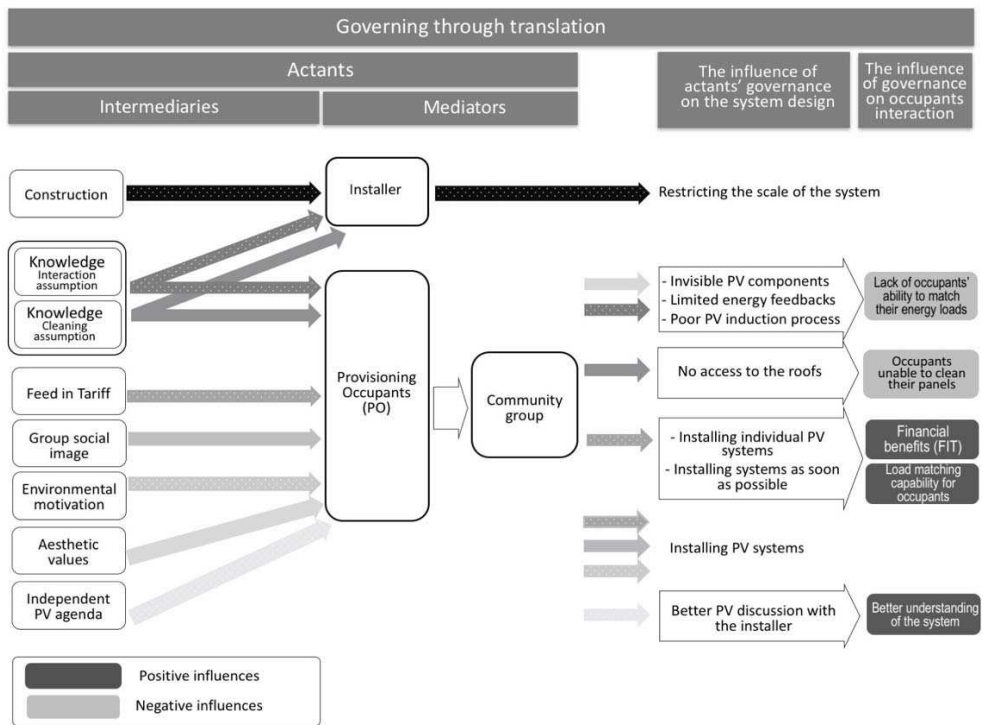 Governing through translation
Actants
Intermediaries
Mediators
The influence of
actants' governance
on the system design
The influence
of governance
on occupants
interaction
Construction
Installer
Restricting the scale of the system
Knowledge
Interaction
assumption
Knowledge
Cleaning
assumption
Feed in Tariff
Group social
image
Environmental
motivation
Aesthetic
values
Independent
PV agenda
Provisioning
Occupants
(PO)
Community
group
- Invisible PV components
- Limited energy feedbacks
- Poor PV induction process
Lack of occupants'
ability to match
their energy loads
No access to the roofs
Occupants
unable to clean
their panels
- Installing individual PV
systems
- Installing systems as soon
as possible
Financial
benefits (FIT)
Load matching
capability for
occupants
Installing PV systems
Better PV discussion with
the installer
Better understanding
of the system
Positive influences
Negative influences